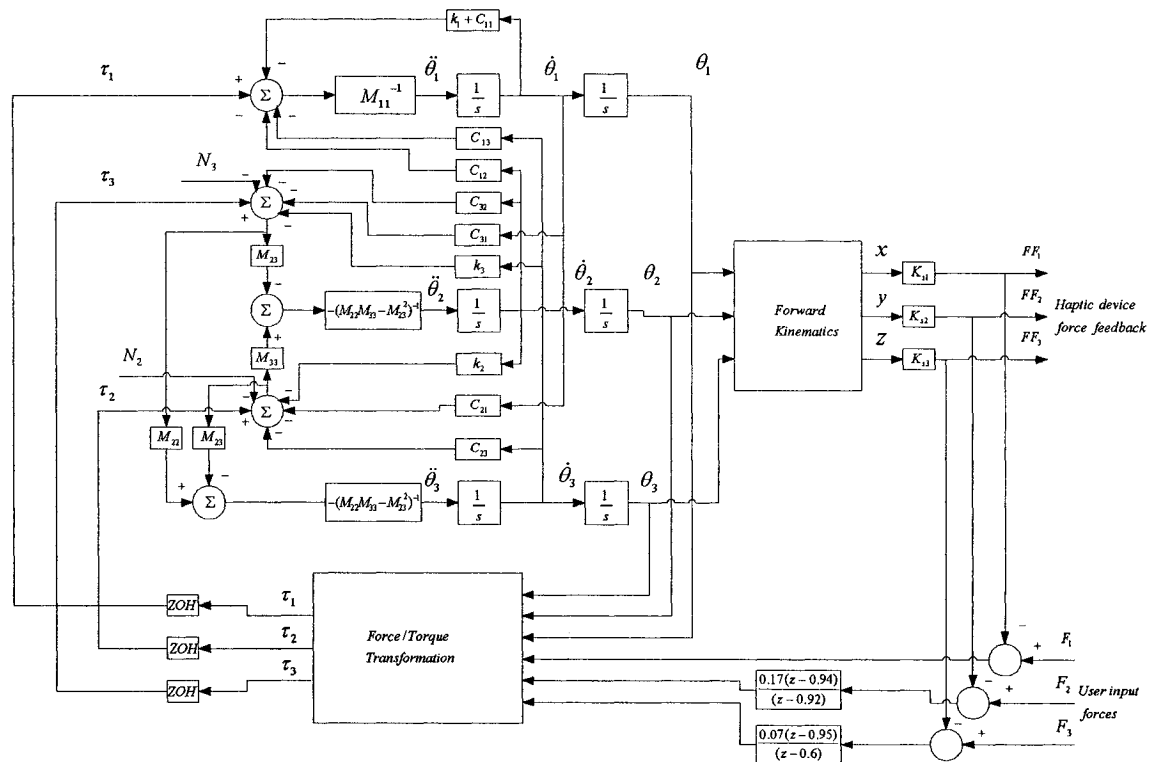 k₁ + C₁₁
τ₁
+
−
Σ
−
−
M₁₁⁻¹
θ̈₁
1/s
θ̇₁
1/s
θ₁
C₁₃
C₁₂
N₃
τ₃
−
−
−
+
−
Σ
C₃₂
C₃₁
k₃
M₂₃
−
Σ
+
−(M₂₂M₃₃−M₂₃²)⁻¹
θ̈₂
1/s
θ̇₂
1/s
θ₂
M₃₃
N₂
τ₂
−
−
+
−
−
Σ
k₂
C₂₁
C₂₃
M₂₂
M₂₃
−
+
Σ
−(M₂₂M₃₃−M₂₃²)⁻¹
θ̈₃
1/s
θ̇₃
1/s
θ₃
Forward
Kinematics
x
K_s1
FF₁
y
K_s2
FF₂
z
K_s3
FF₃
Haptic device
force feedback
ZOH
τ₁
ZOH
τ₂
ZOH
τ₃
Force/Torque
Transformation
−
+
F₁
0.17(z−0.94)
(z−0.92)
−
+
F₂
User input
forces
0.07(z−0.95)
(z−0.6)
−
+
F₃